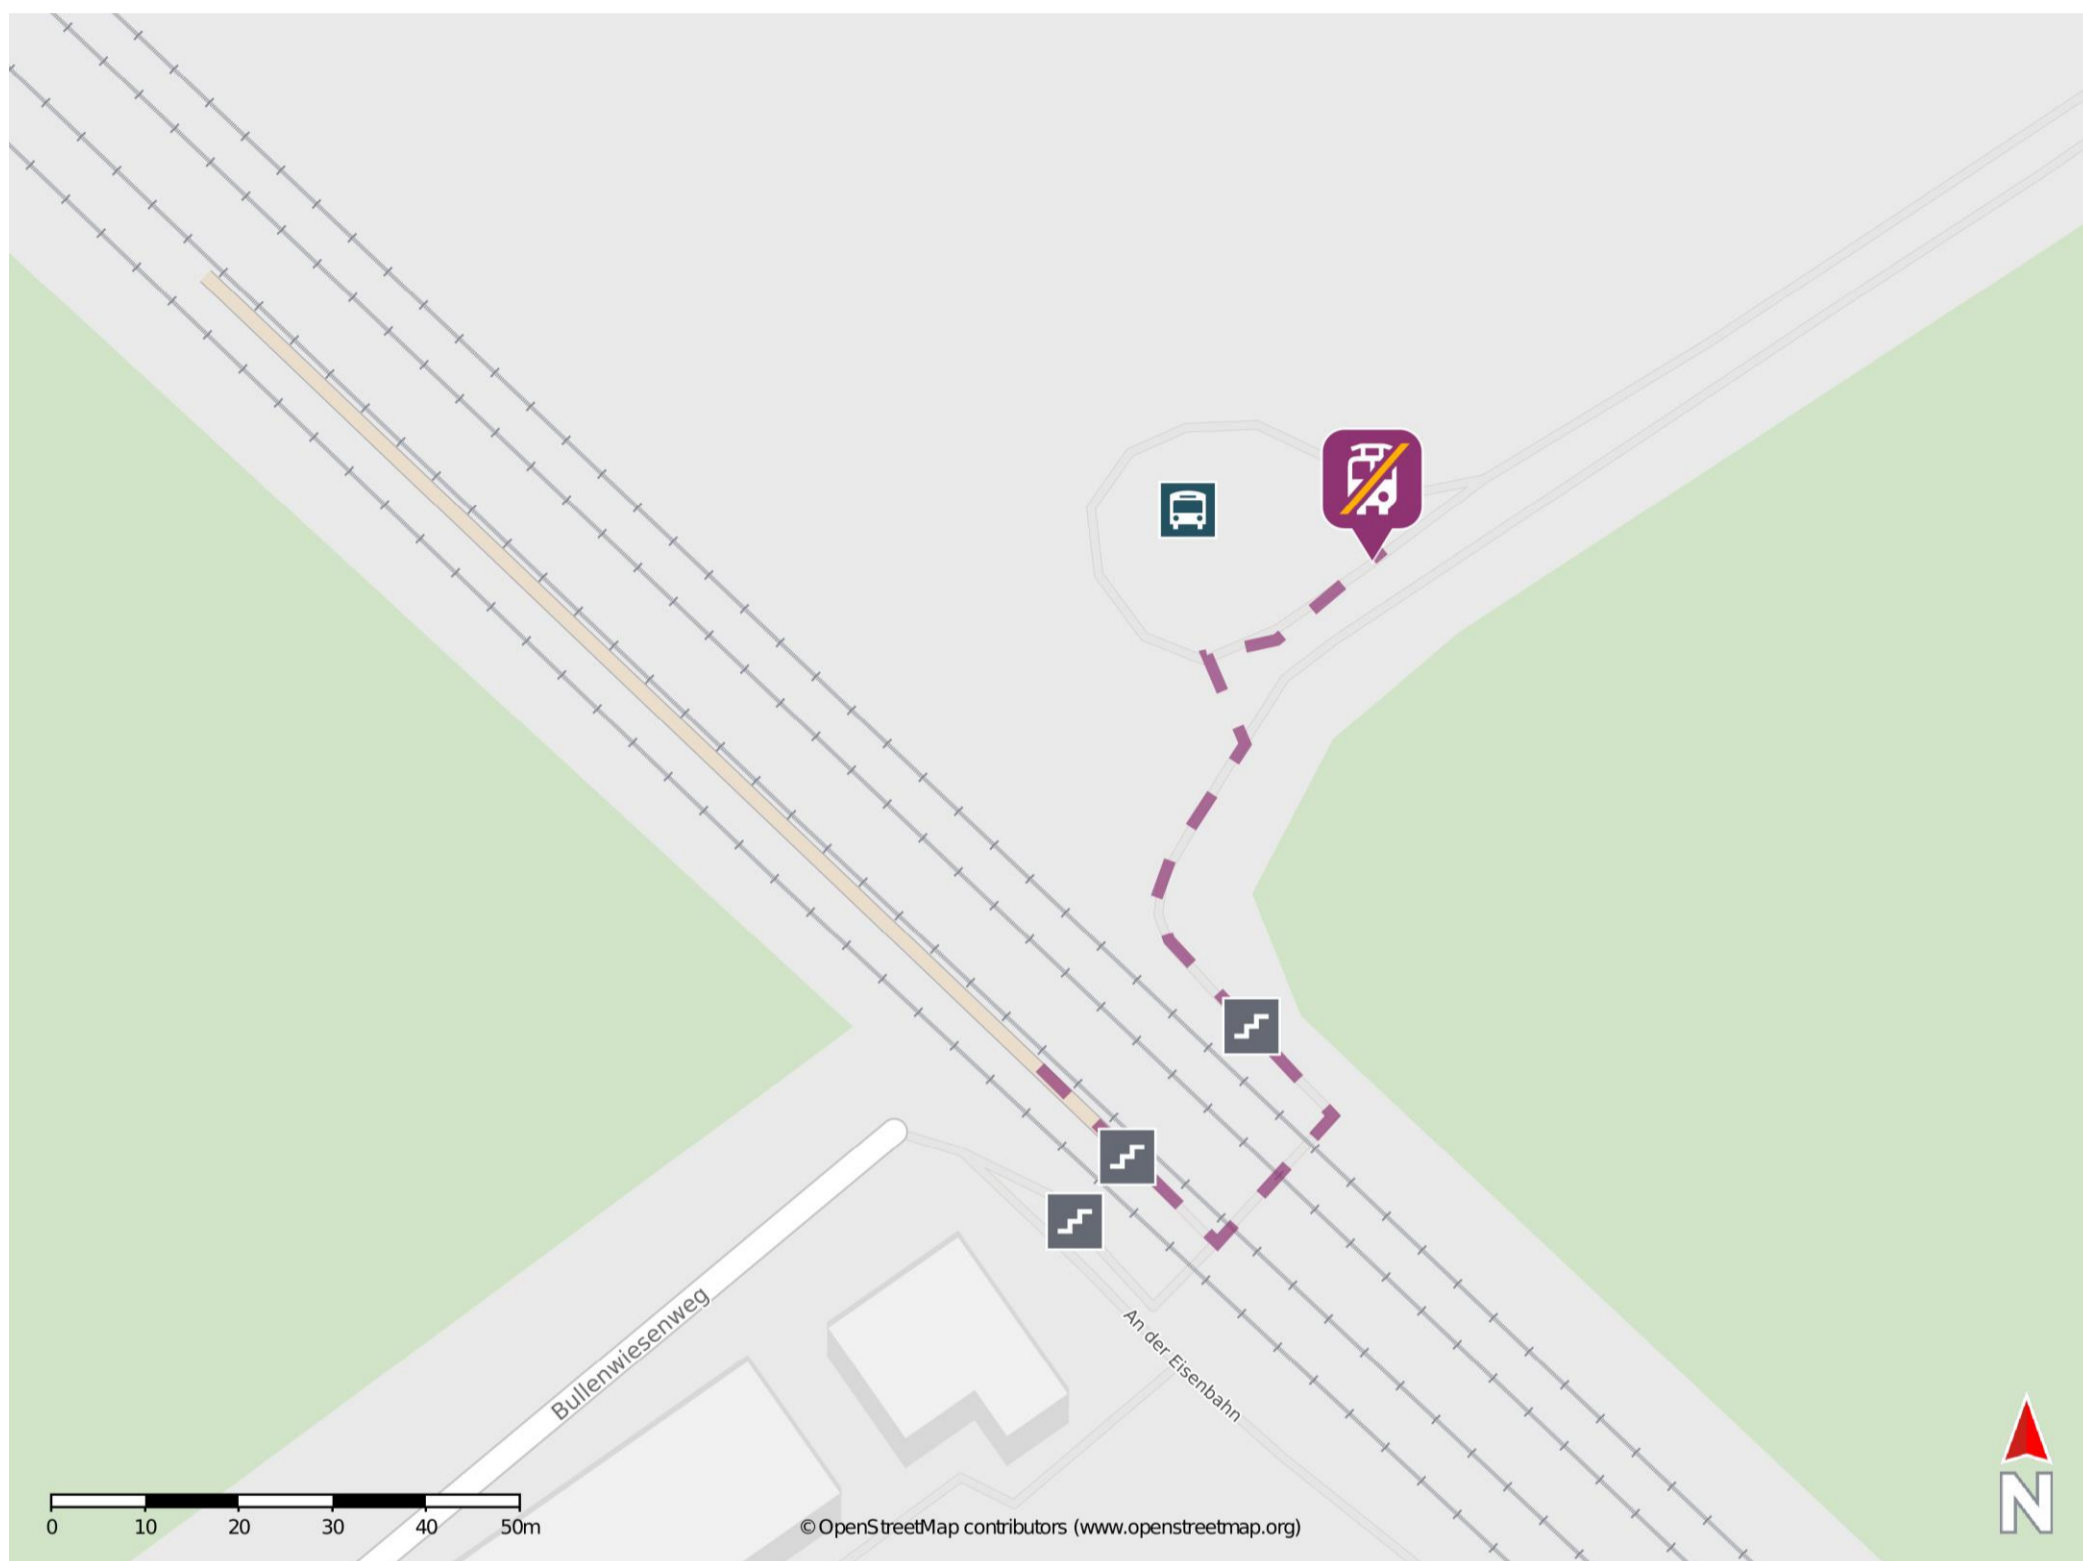 Bullenwiesenweg
An der Eisenbahn
0 10 20 30 40 50m
© OpenStreetMap contributors (www.openstreetmap.org)
N